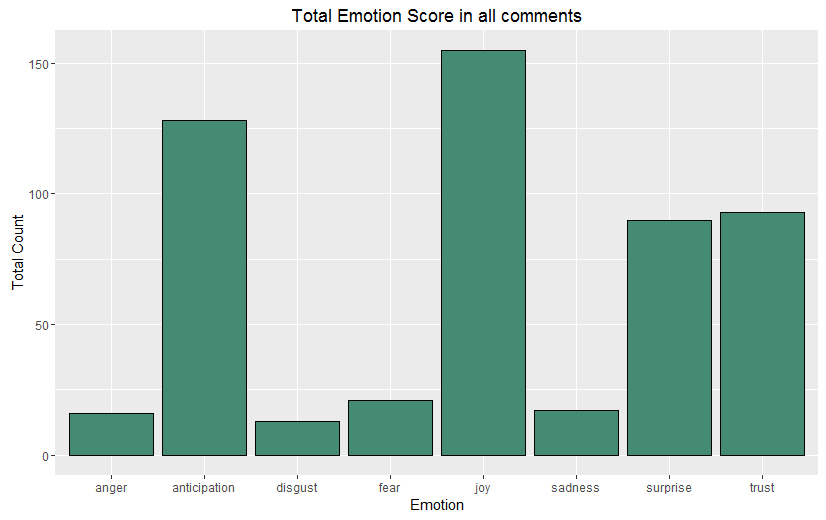 Total Emotion Score in all comments
150
100
50
0
Total Count
anger anticipation disgust fear joy sadness surprise trust
Emotion